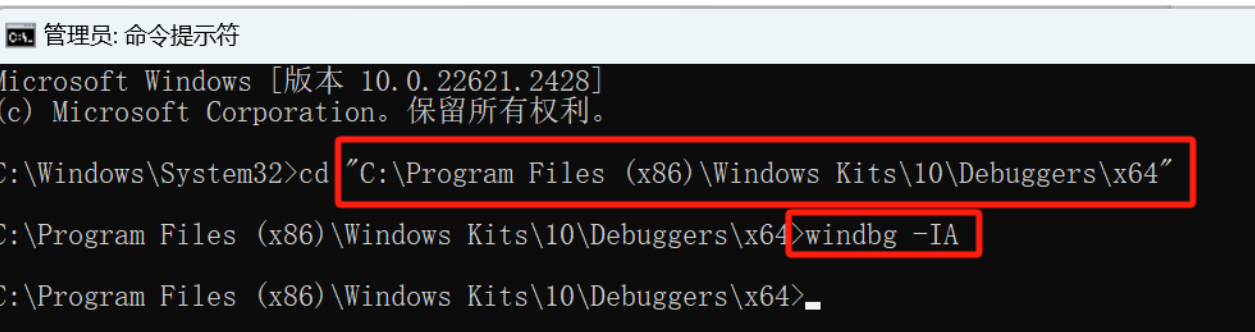 管理员: 命令提示符
Microsoft Windows [版本 10.0.22621.2428]
(c) Microsoft Corporation。保留所有权利。
C:\Windows\System32>cd "C:\Program Files (x86)\Windows Kits\10\Debuggers\x64"
C:\Program Files (x86)\Windows Kits\10\Debuggers\x64>windbg -IA
C:\Program Files (x86)\Windows Kits\10\Debuggers\x64>